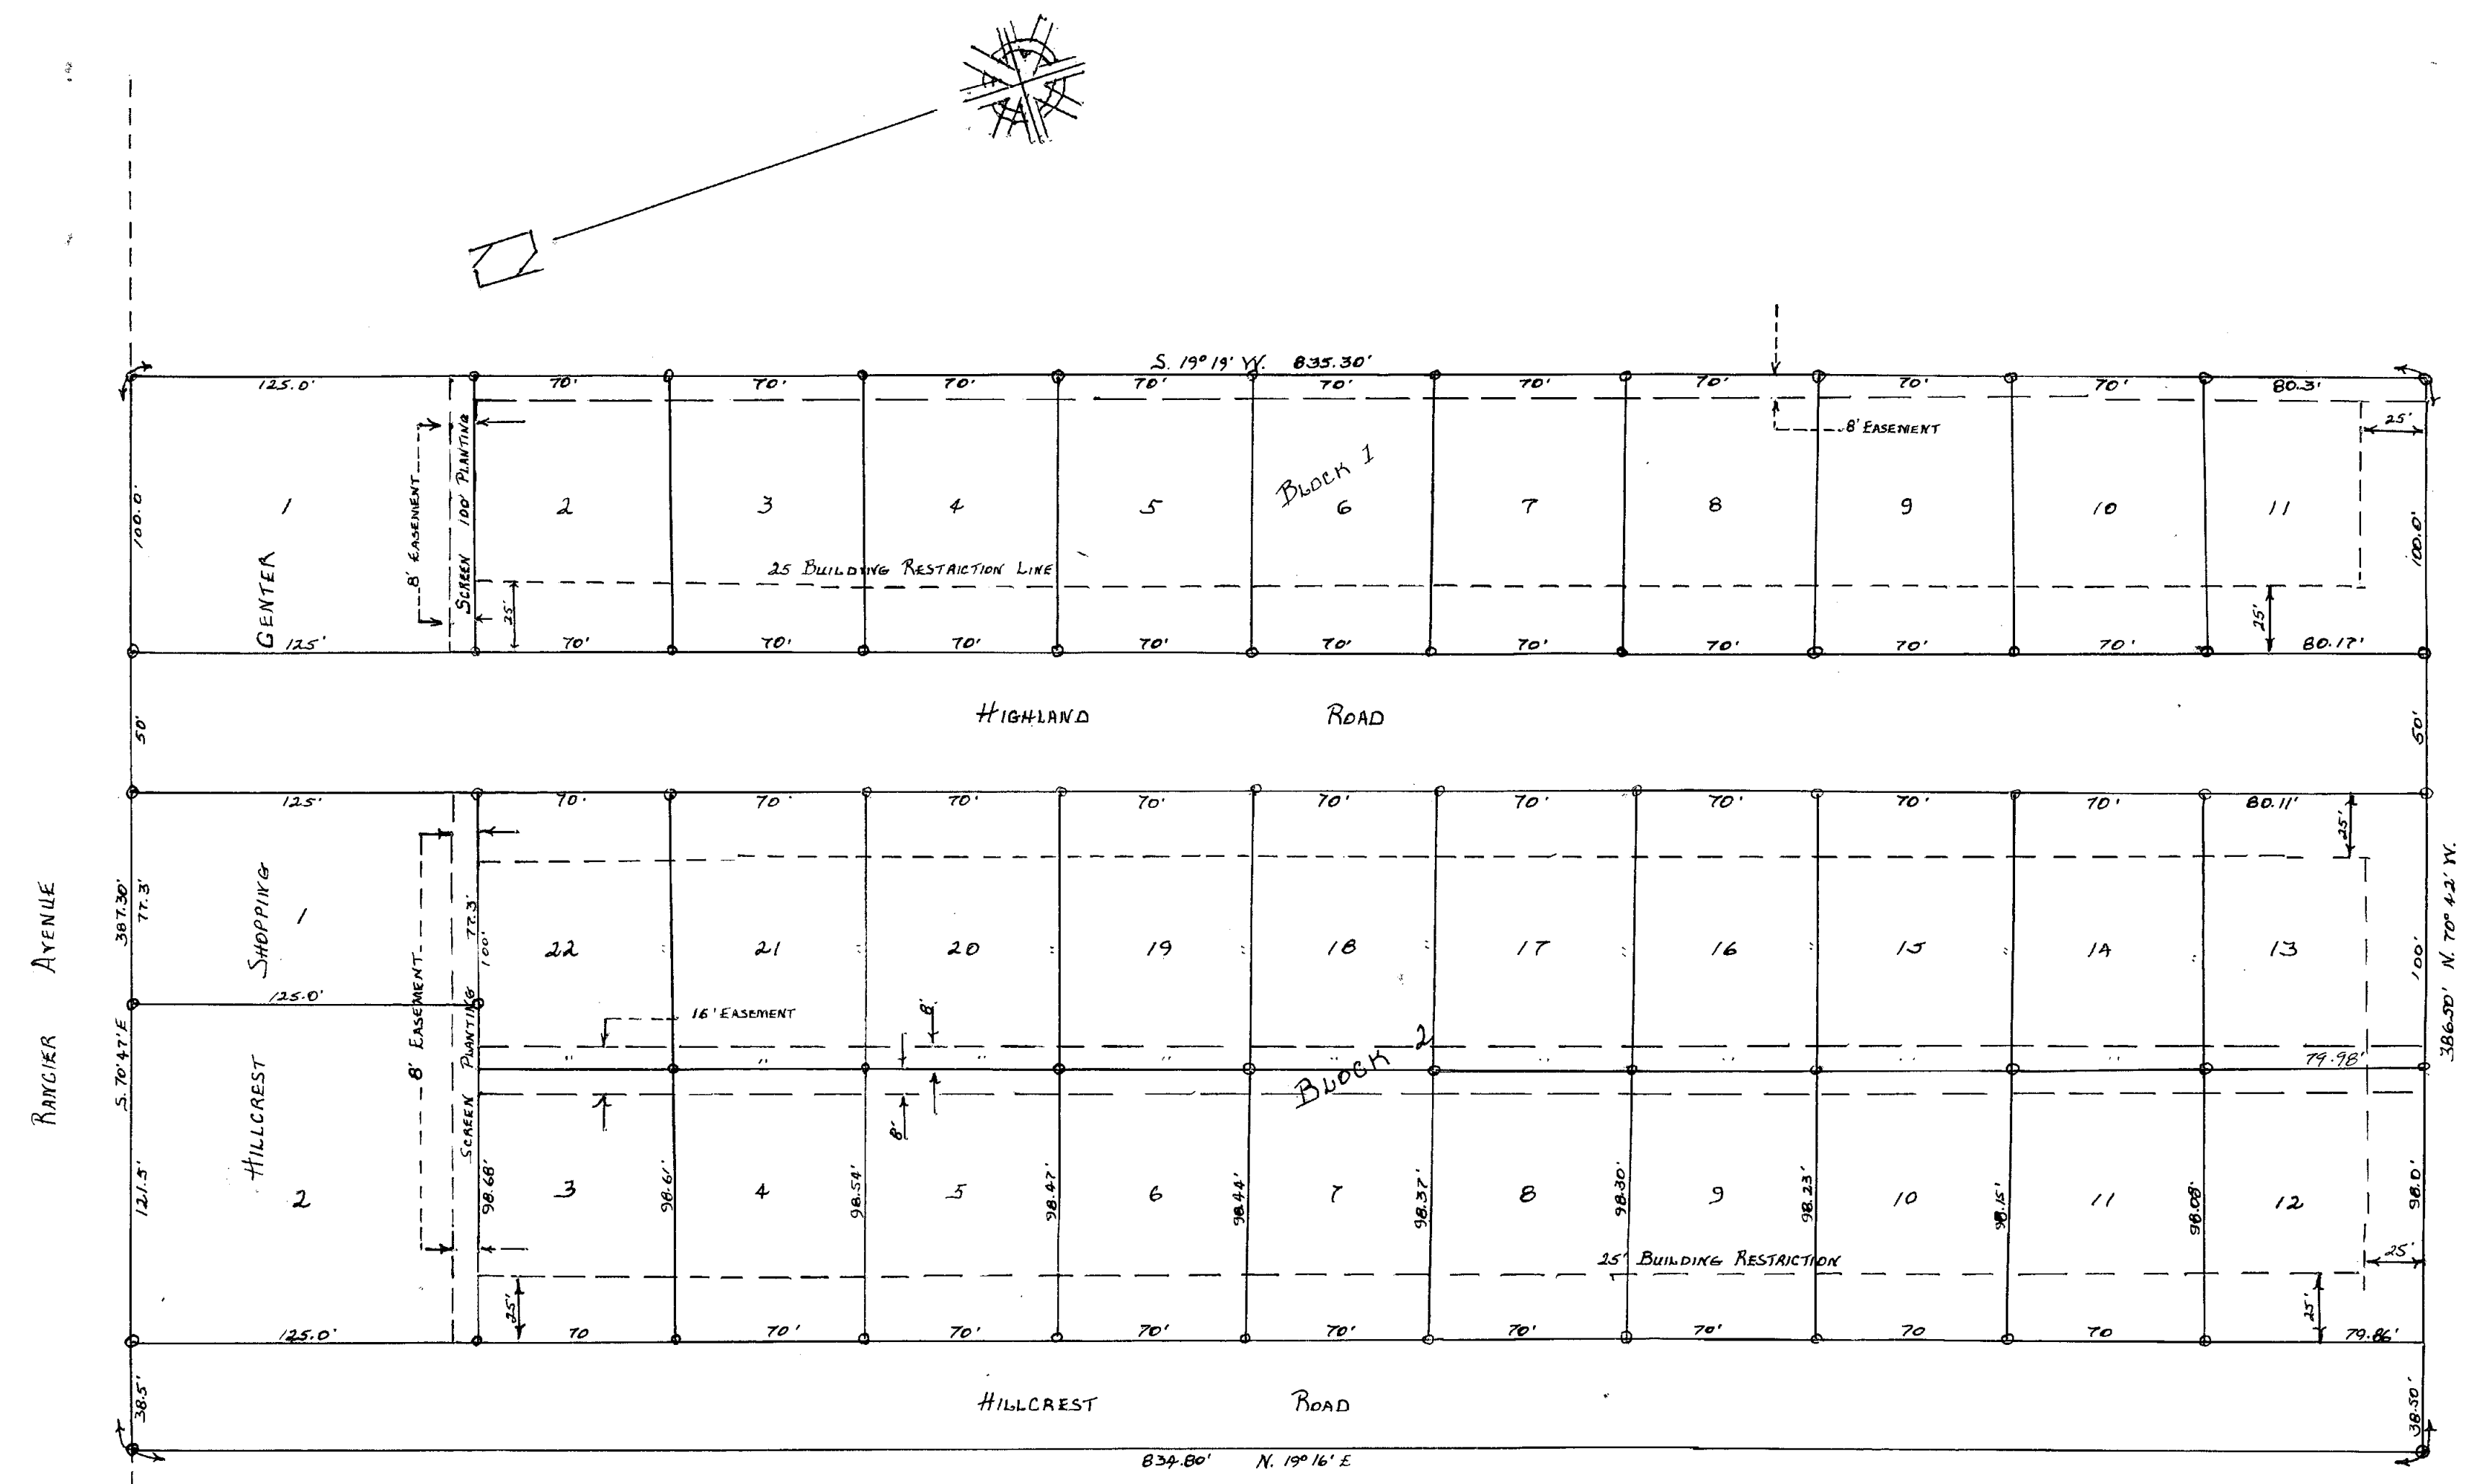 S. 19° 19' W. 835.30'
125.0' 70' 70' 70' 70' 70' 70' 70' 70' 70' 80.3'
25'
8' EASEMENT
BLOCK 1
100.0'
8' EASEMENT
SCREEN 100' PLANTING
1 2 3 4 5 6 7 8 9 10 11
100.0'
25 BUILDING RESTRICTION LINE
CENTER
25'
25'
125' 70' 70' 70' 70' 70' 70' 70' 70' 70' 80.17'
50'
HIGHLAND ROAD
50'
125' 70' 70' 70' 70' 70' 70' 70' 70' 70' 80.11'
25'
RANCIER AVENUE
S. 70° 47' E 387.30'
77.3'
SHOPPING
1
8' EASEMENT
SCREEN PLANTING
77.3'
100'
22 21 20 19 18 17 16 15 14 13
" " " " " " " " "
100'
386.50' N. 70° 42' W.
125.0'
16' EASEMENT
8'
BLOCK 2
" " " " " " " " " 79.98'
8'
HILLCREST
121.5'
2
98.68' 98.61' 98.54' 98.47' 98.44' 98.37' 98.30' 98.23' 98.15' 98.08' 98.0'
3 4 5 6 7 8 9 10 11 12
25' BUILDING RESTRICTION
25'
25'
25'
125.0' 70 70' 70' 70' 70' 70' 70' 70 70 79.86'
38.5'
HILLCREST ROAD
38.50'
834.80' N. 19° 16' E